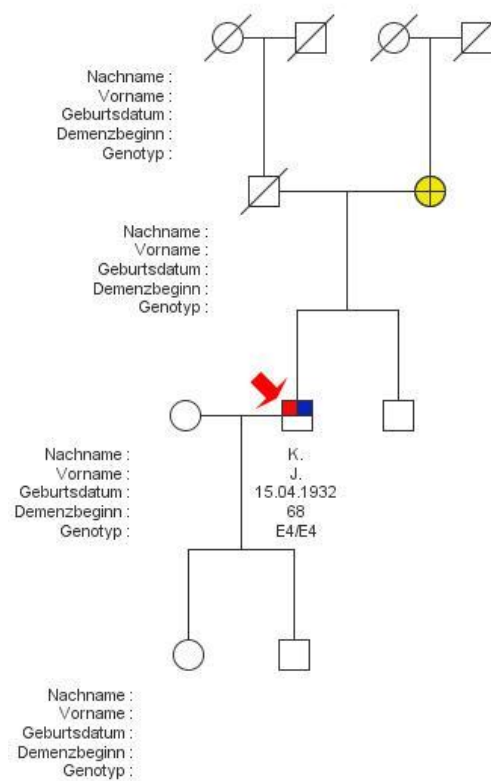 Nachname :
Vorname :
Geburtsdatum :
Demenzbeginn :
Genotyp :
Nachname :
Vorname :
Geburtsdatum :
Demenzbeginn :
Genotyp :
Nachname : K.
Vorname : J.
Geburtsdatum : 15.04.1932
Demenzbeginn : 68
Genotyp : E4/E4
Nachname :
Vorname :
Geburtsdatum :
Demenzbeginn :
Genotyp :